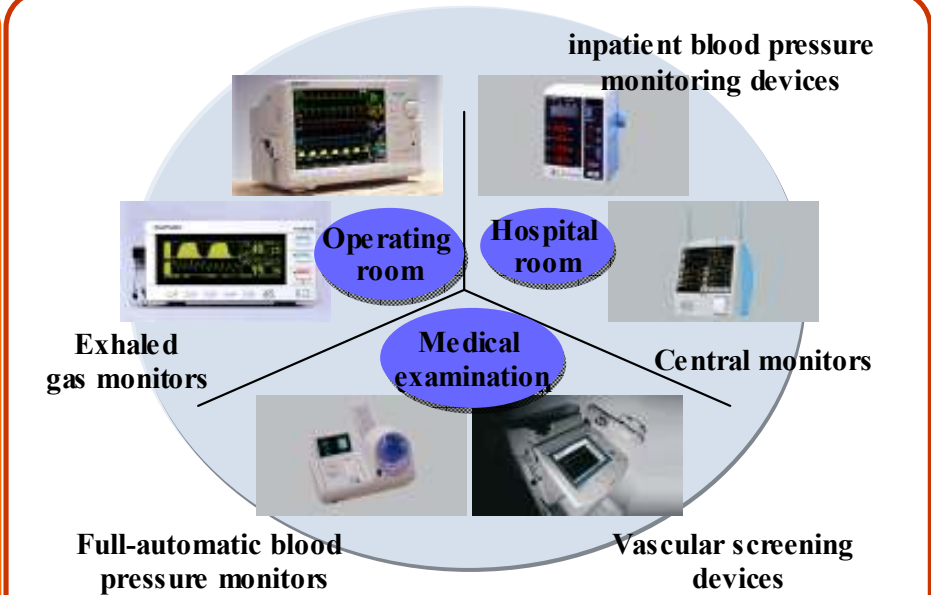 inpatient blood pressure
monitoring devices
Operating
room
Hospital
room
Exhaled
gas monitors
Medical
examination
Central monitors
Full-automatic blood
pressure monitors
Vascular screening
devices